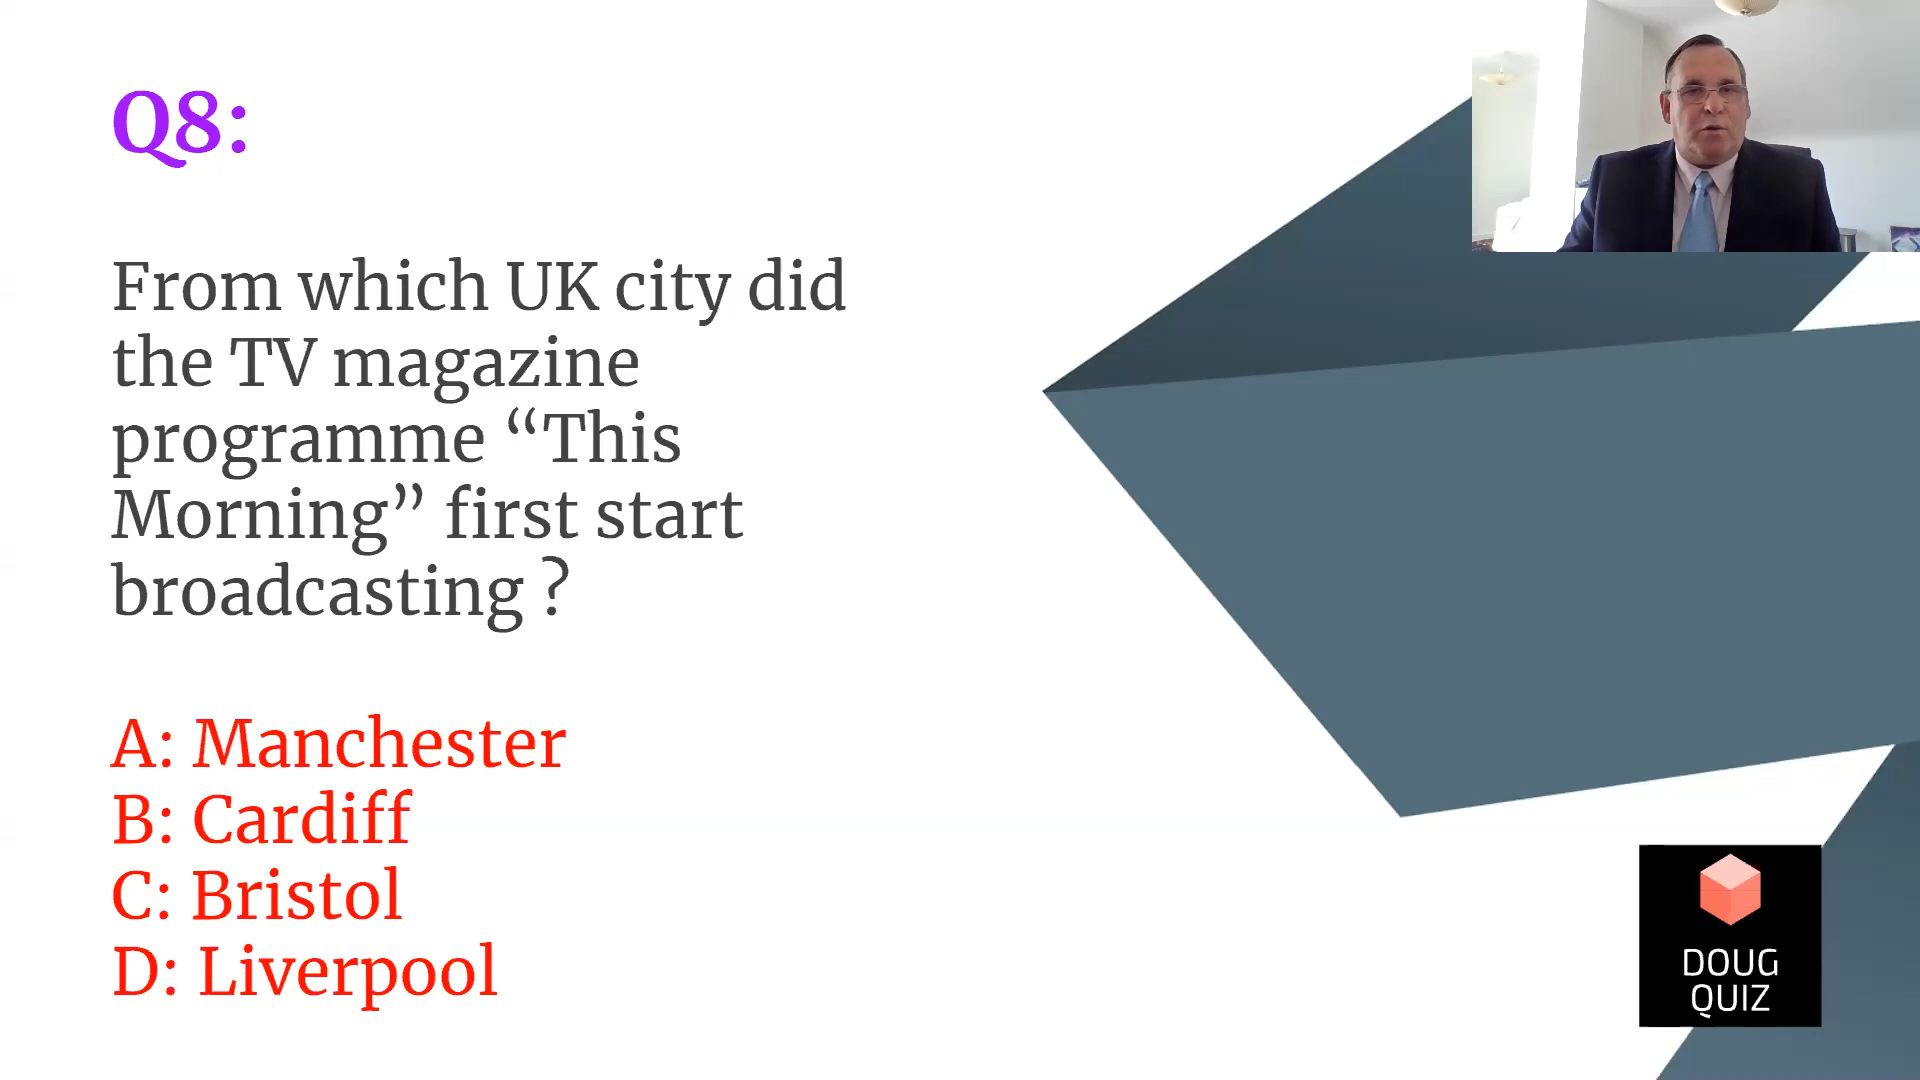 Q8:
From which UK city did
the TV magazine
programme “This
Morning” first start
broadcasting ?
A: Manchester
B: Cardiff
C: Bristol
D: Liverpool
DOUG
QUIZ